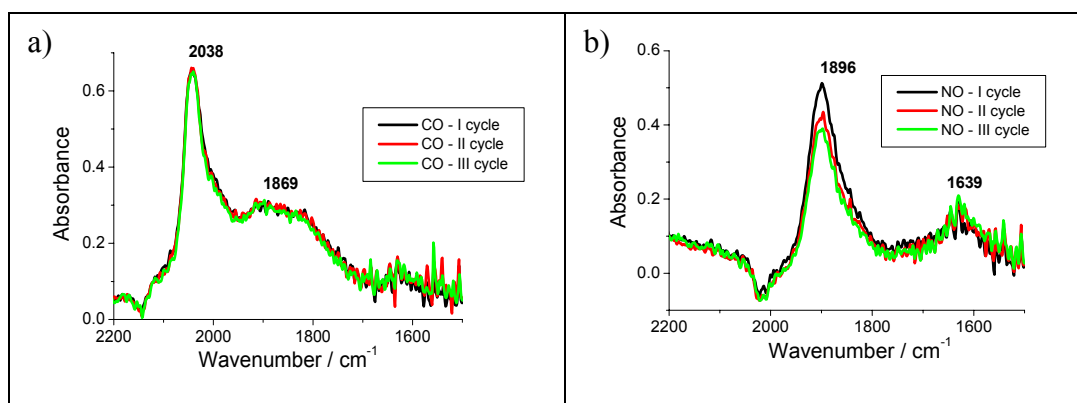 a)
2038
0.6
CO - I cycle
CO - II cycle
CO - III cycle
0.4
1869
Absorbance
0.2
0.0
2200 2000 1800 1600
Wavenumber / cm⁻¹
b)
0.6
1896
NO - I cycle
NO - II cycle
NO - III cycle
0.4
Absorbance
1639
0.2
0.0
2200 2000 1800 1600
Wavenumber / cm⁻¹